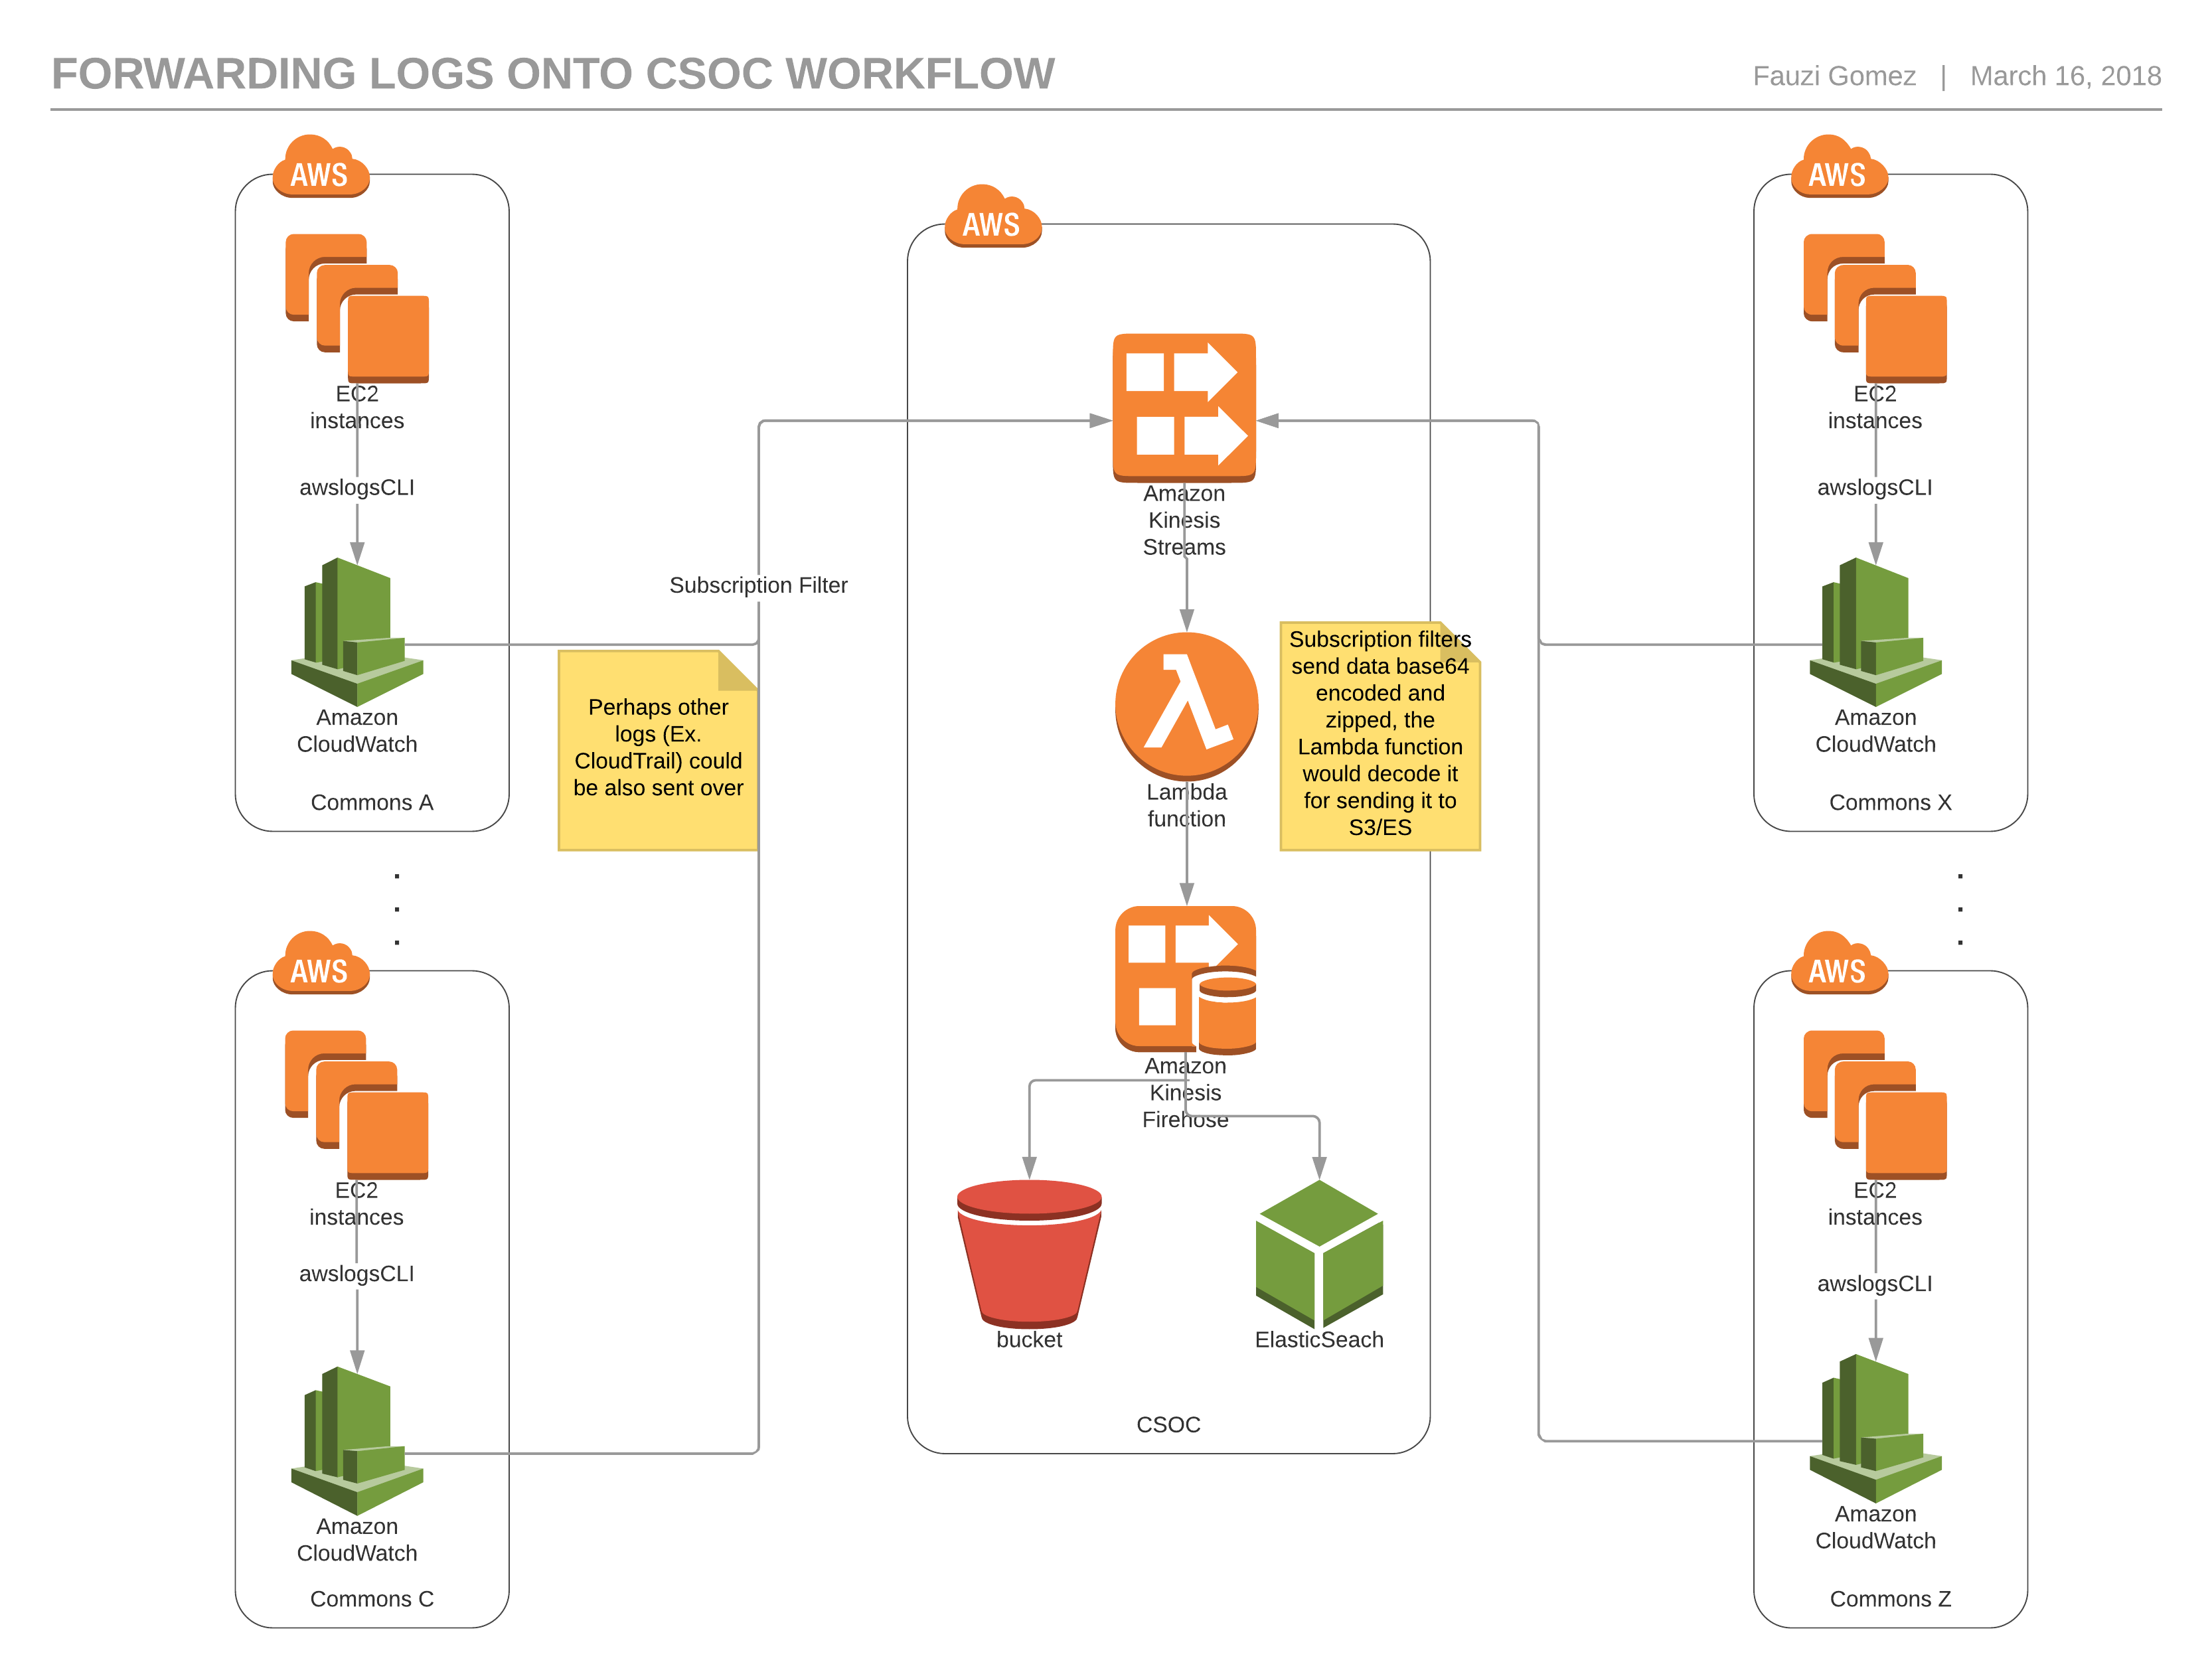 FORWARDING LOGS ONTO CSOC WORKFLOW
Fauzi Gomez | March 16, 2018
AWS
EC2
instances
awslogsCLI
Amazon
CloudWatch
Commons A
.
.
.
AWS
EC2
instances
awslogsCLI
Amazon
CloudWatch
Commons C
Subscription Filter
Perhaps other
logs (Ex.
CloudTrail) could
be also sent over
AWS
Amazon
Kinesis
Streams
Lambda
function
Subscription filters
send data base64
encoded and
zipped, the
Lambda function
would decode it
for sending it to
S3/ES
Amazon
Kinesis
Firehose
bucket
ElasticSeach
CSOC
AWS
EC2
instances
awslogsCLI
Amazon
CloudWatch
Commons X
.
.
.
AWS
EC2
instances
awslogsCLI
Amazon
CloudWatch
Commons Z